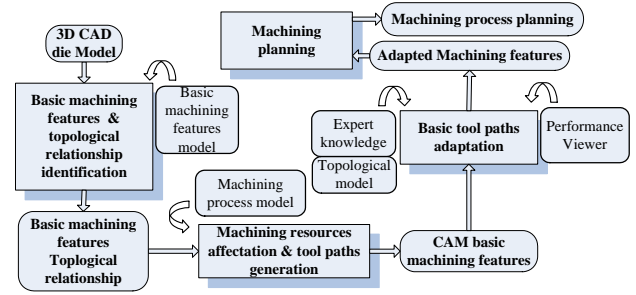 3D CAD
die Model
Basic machining
features & 
topological
relationship
identification
Basic
machining
features
model
Basic machining
features
Toplogical
relationship
Machining
process model
Machining resources
affectation & tool paths
generation
CAM basic
machining features
Expert
knowledge
Topological model
Basic tool paths
adaptation
Performance
Viewer
Adapted Machining features
Machining
planning
Machining process planning